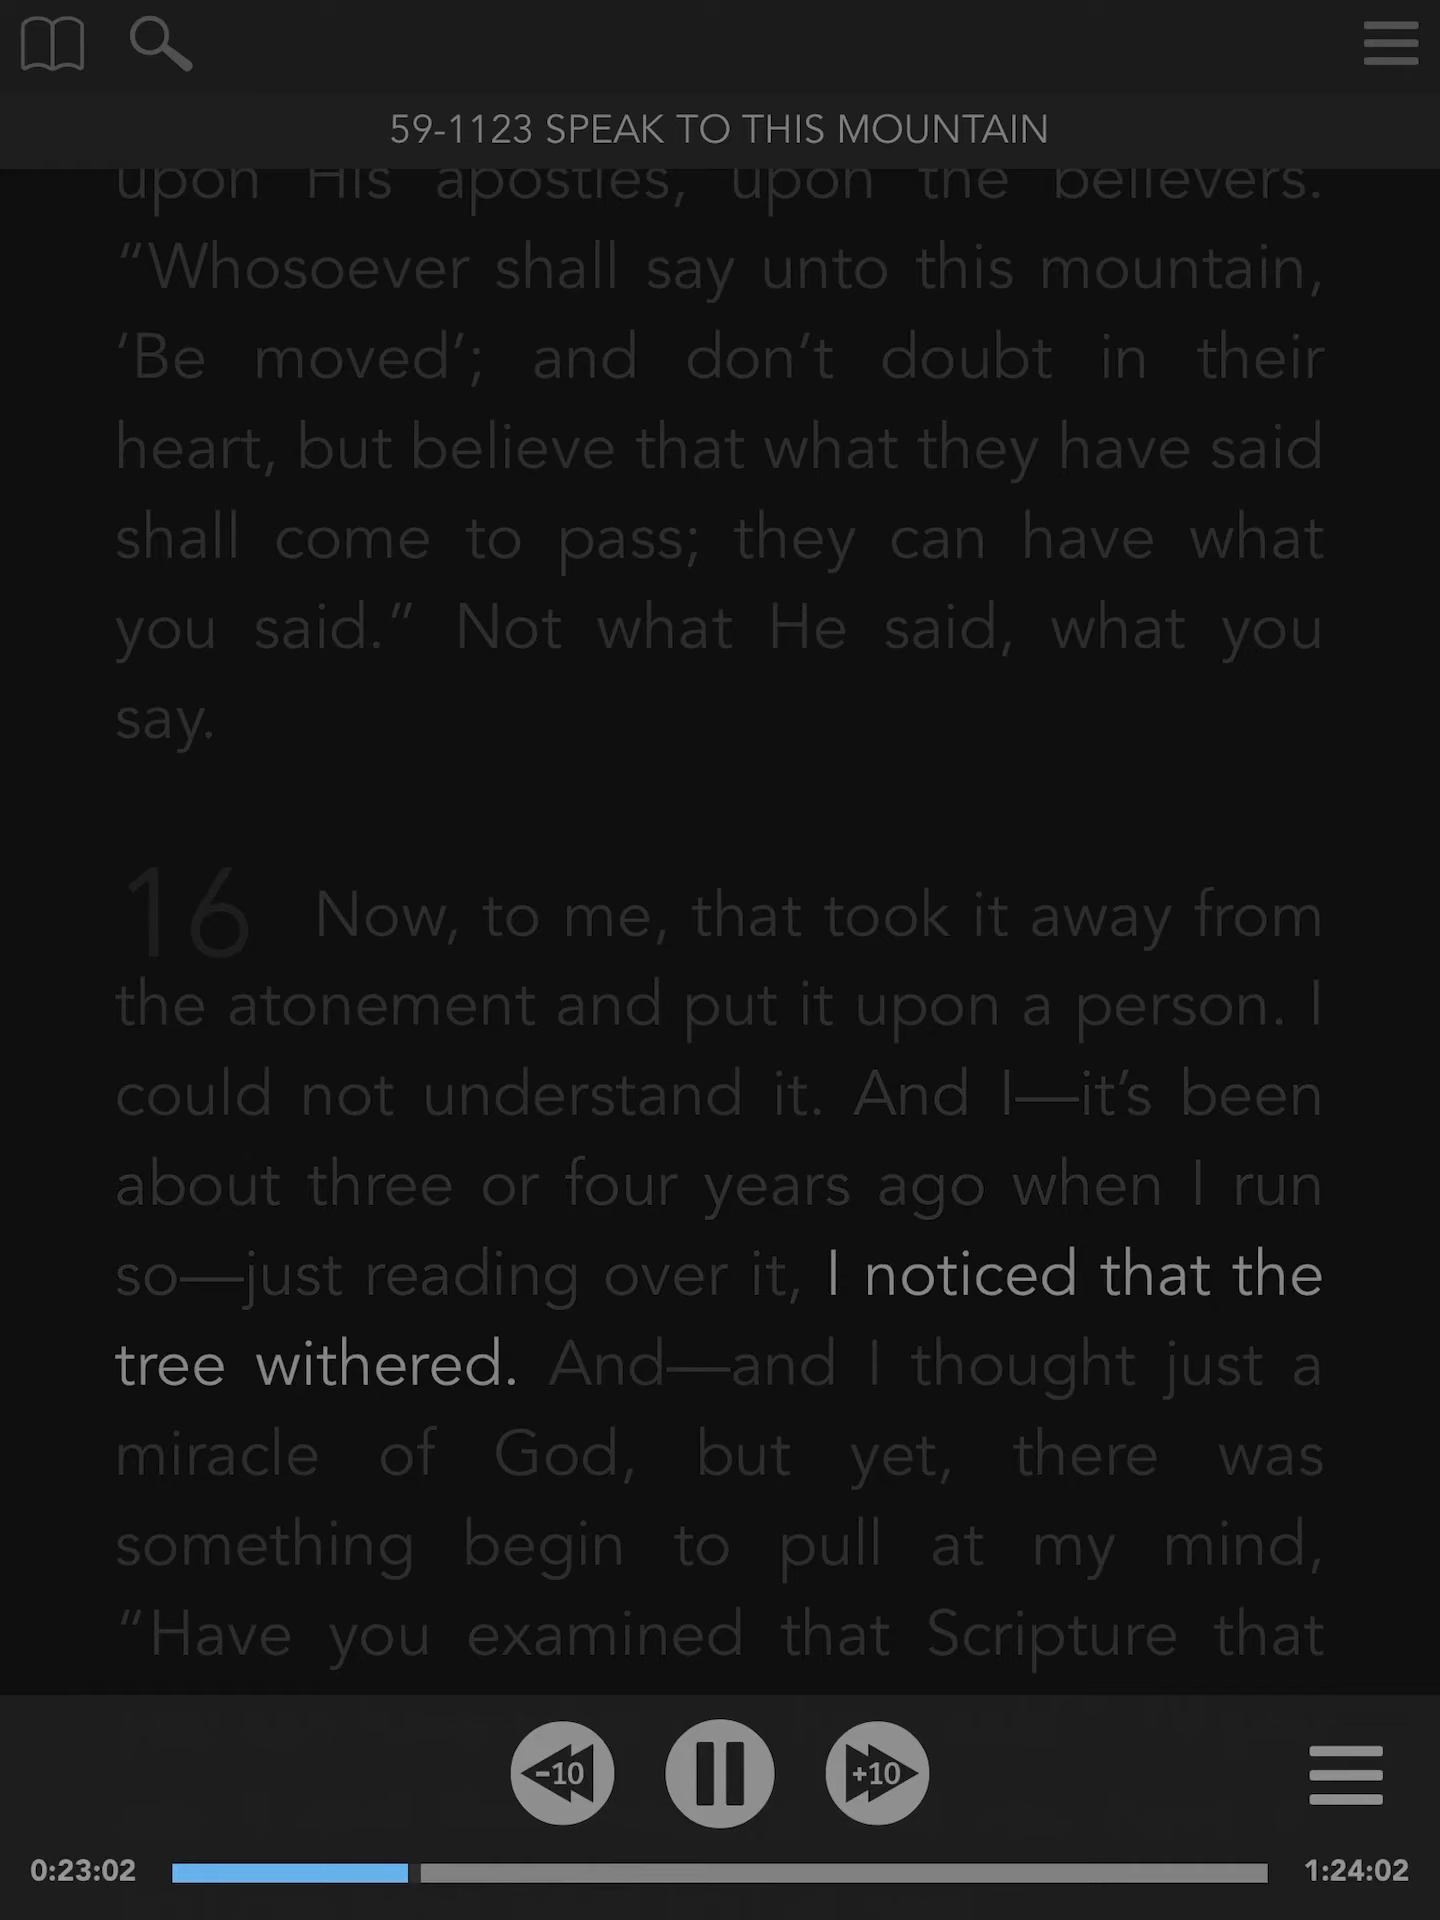 59-1123 SPEAK TO THIS MOUNTAIN
upon His apostles, upon the believers.
“Whosoever shall say unto this mountain,
‘Be moved’; and don’t doubt in their
heart, but believe that what they have said
shall come to pass; they can have what
you said.” Not what He said, what you
say.
16 Now, to me, that took it away from
the atonement and put it upon a person. I
could not understand it. And I—it’s been
about three or four years ago when I run
so—just reading over it, I noticed that the
tree withered. And—and I thought just a
miracle of God, but yet, there was
something begin to pull at my mind,
“Have you examined that Scripture that
-10 +10
0:23:02 1:24:02